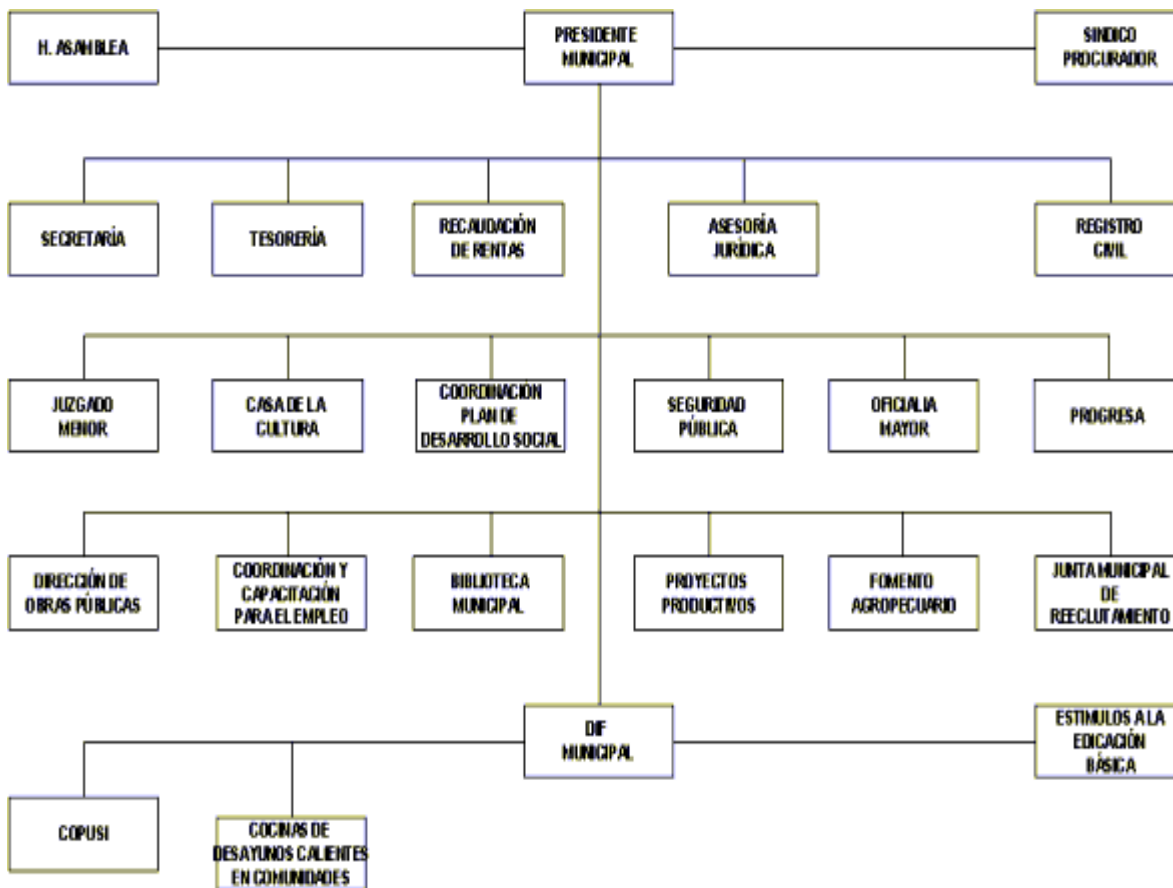 H. ASAMBLEA
PRESIDENTE
MUNICIPAL
SINDICO
PROCURADOR
SECRETARÍA
TESORERÍA
RECAUDACIÓN
DE RENTAS
ASESORÍA
JURÍDICA
REGISTRO
CIVIL
JUZGADO
MENOR
CASA DE LA
CULTURA
COORDINACIÓN
PLAN DE
DESARROLLO SOCIAL
SEGURIDAD
PÚBLICA
OFICIALIA
MAYOR
PROGRESA
DIRECCIÓN DE
OBRAS PÚBLICAS
COORDINACIÓN Y
CAPACITACIÓN
PARA EL EMPLEO
BIBLIOTECA
MUNICIPAL
PROYECTOS
PRODUCTIVOS
FOMENTO
AGROPECUARIO
JUNTA MUNICIPAL
DE
REECLUTAMIENTO
DIF
MUNICIPAL
ESTIMULOS A LA
EDICACIÓN
BÁSICA
COPUSI
COCINAS DE
DESAYUNOS CALIENTES
EN COMUNIDADES